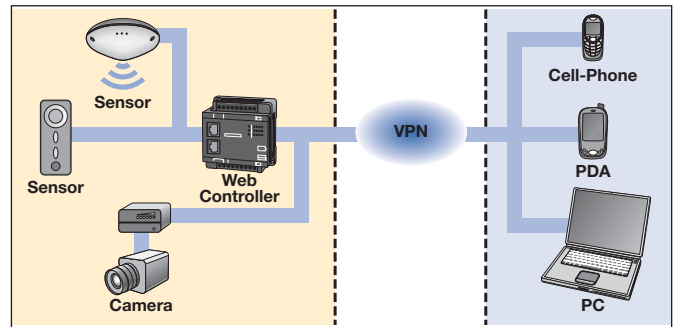 Sensor
Sensor
Web
Controller
Camera
VPN
Cell-Phone
PDA
PC